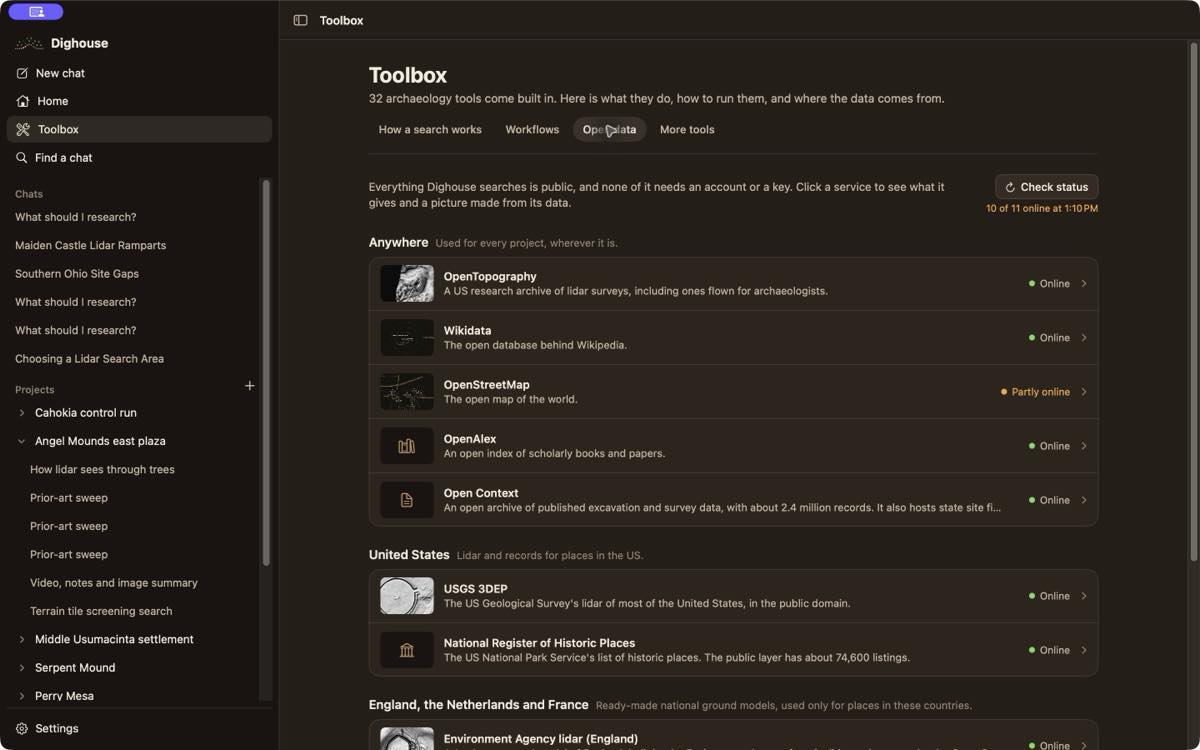 Dighouse
New chat
Home
Toolbox
Find a chat
Chats
What should I research?
Maiden Castle Lidar Ramparts
Southern Ohio Site Gaps
What should I research?
What should I research?
Choosing a Lidar Search Area
Projects
Cahokia control run
Angel Mounds east plaza
How lidar sees through trees
Prior-art sweep
Prior-art sweep
Prior-art sweep
Video, notes and image summary
Terrain tile screening search
Middle Usumacinta settlement
Serpent Mound
Perry Mesa
Settings
Toolbox
Toolbox
32 archaeology tools come built in. Here is what they do, how to run them, and where the data comes from.
How a search works
Workflows
Open data
More tools
Everything Dighouse searches is public, and none of it needs an account or a key. Click a service to see what it
gives and a picture made from its data.
Check status
10 of 11 online at 1:10 PM
Anywhere Used for every project, wherever it is.
OpenTopography
A US research archive of lidar surveys, including ones flown for archaeologists.
Online
Wikidata
The open database behind Wikipedia.
Online
OpenStreetMap
The open map of the world.
Partly online
OpenAlex
An open index of scholarly books and papers.
Online
Open Context
An open archive of published excavation and survey data, with about 2.4 million records. It also hosts state site fi...
Online
United States Lidar and records for places in the US.
USGS 3DEP
The US Geological Survey's lidar of most of the United States, in the public domain.
Online
National Register of Historic Places
The US National Park Service's list of historic places. The public layer has about 74,600 listings.
Online
England, the Netherlands and France Ready-made national ground models, used only for places in these countries.
Environment Agency lidar (England)
Online